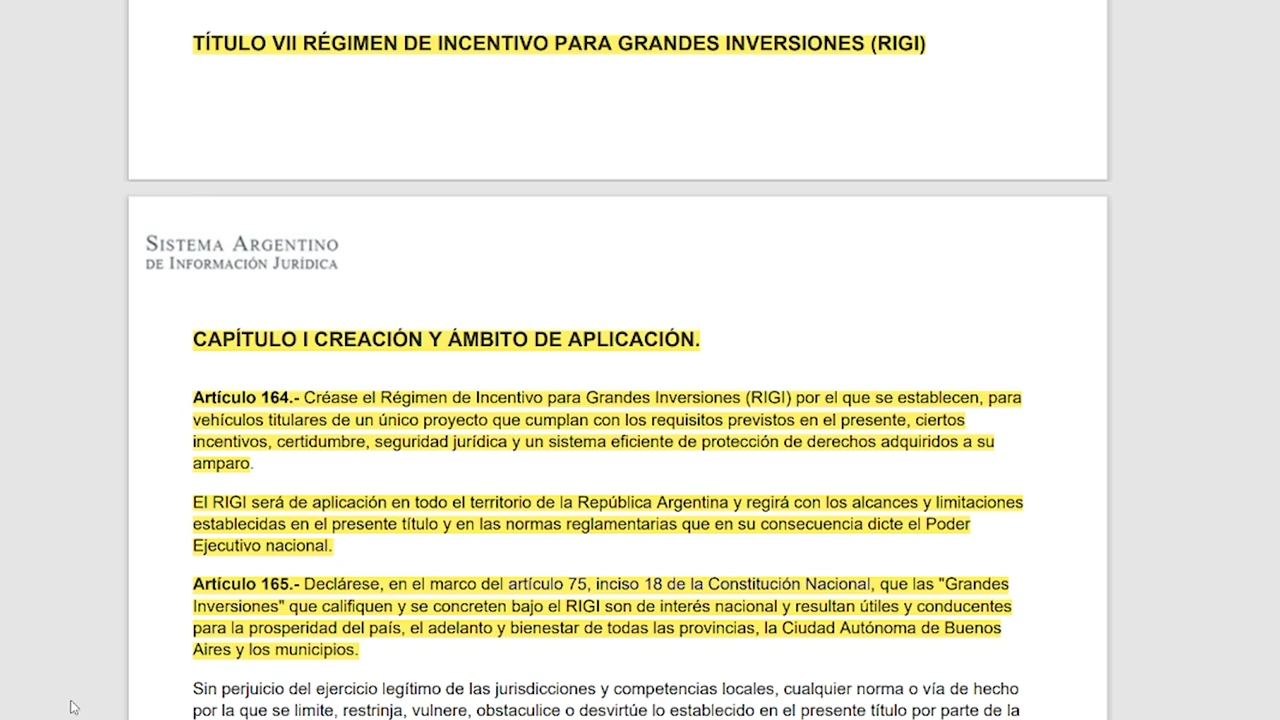 TÍTULO VII RÉGIMEN DE INCENTIVO PARA GRANDES INVERSIONES (RIGI)
SISTEMA ARGENTINO
DE INFORMACIÓN JURÍDICA
CAPÍTULO I CREACIÓN Y ÁMBITO DE APLICACIÓN.
Artículo 164.- Créase el Régimen de Incentivo para Grandes Inversiones (RIGI) por el que se establecen, para
vehículos titulares de un único proyecto que cumplan con los requisitos previstos en el presente, ciertos
incentivos, certidumbre, seguridad jurídica y un sistema eficiente de protección de derechos adquiridos a su
amparo.
El RIGI será de aplicación en todo el territorio de la República Argentina y regirá con los alcances y limitaciones
establecidas en el presente título y en las normas reglamentarias que en su consecuencia dicte el Poder
Ejecutivo nacional.
Artículo 165.- Declárese, en el marco del artículo 75, inciso 18 de la Constitución Nacional, que las "Grandes
Inversiones" que califiquen y se concreten bajo el RIGI son de interés nacional y resultan útiles y conducentes
para la prosperidad del país, el adelanto y bienestar de todas las provincias, la Ciudad Autónoma de Buenos
Aires y los municipios.
Sin perjuicio del ejercicio legítimo de las jurisdicciones y competencias locales, cualquier norma o vía de hecho
por la que se limite, restrinja, vulnere, obstaculice o desvirtúe lo establecido en el presente título por parte de la